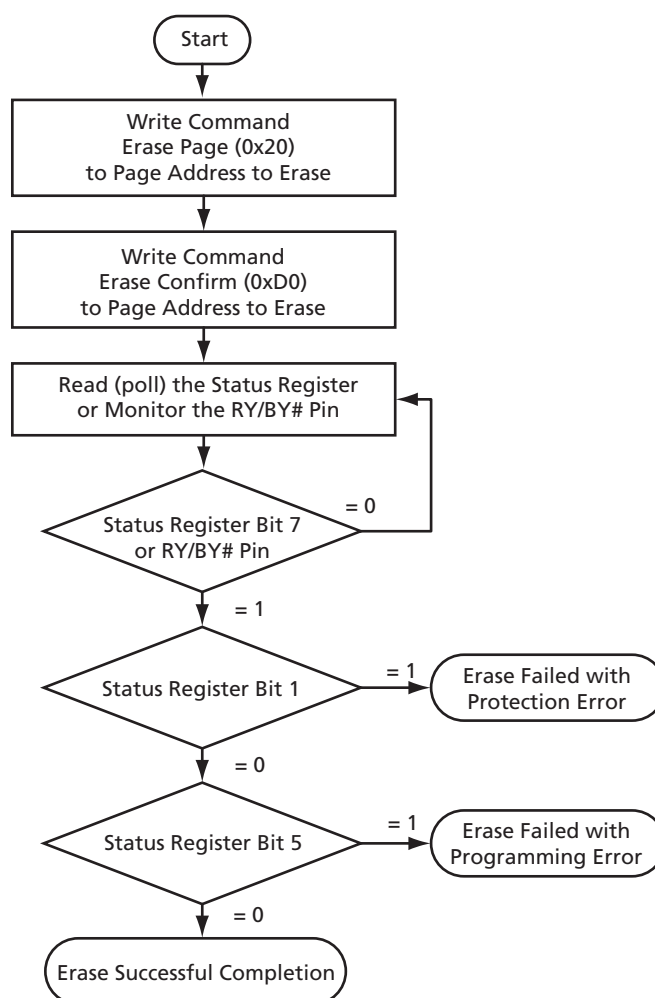 Start
Write Command
Erase Page (0x20)
to Page Address to Erase
Write Command
Erase Confirm (0xD0)
to Page Address to Erase
Read (poll) the Status Register
or Monitor the RY/BY# Pin
= 0
Status Register Bit 7
or RY/BY# Pin
= 1
Status Register Bit 1
= 1
Erase Failed with
Protection Error
= 0
Status Register Bit 5
= 1
Erase Failed with
Programming Error
= 0
Erase Successful Completion